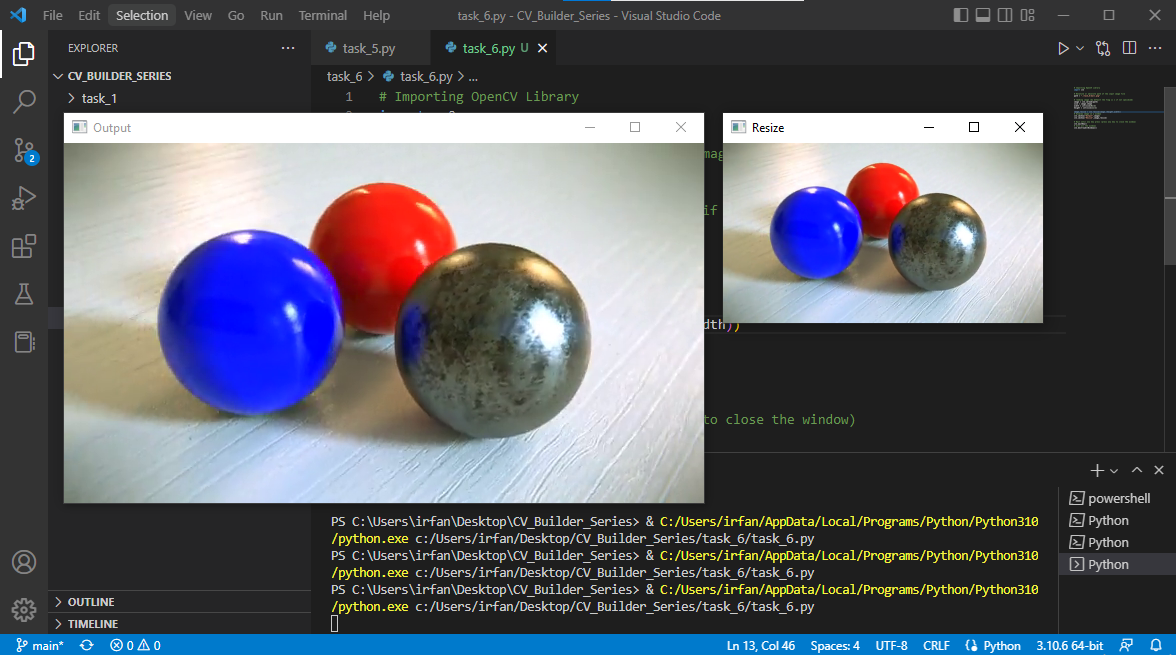 File Edit Selection View Go Run Terminal Help task_6.py - CV_Builder_Series - Visual Studio Code
EXPLORER
task_5.py task_6.py U
CV_BUILDER_SERIES
task_6 > task_6.py > ...
task_1
1 # Importing OpenCV Library
Output
Resize
2
if
dth))
to close the window)
powershell
Python
Python
Python
PS C:\Users\irfan\Desktop\CV_Builder_Series> & C:/Users/irfan/AppData/Local/Programs/Python/Python310
/python.exe c:/Users/irfan/Desktop/CV_Builder_Series/task_6/task_6.py
PS C:\Users\irfan\Desktop\CV_Builder_Series> & C:/Users/irfan/AppData/Local/Programs/Python/Python310
/python.exe c:/Users/irfan/Desktop/CV_Builder_Series/task_6/task_6.py
PS C:\Users\irfan\Desktop\CV_Builder_Series> & C:/Users/irfan/AppData/Local/Programs/Python/Python310
/python.exe c:/Users/irfan/Desktop/CV_Builder_Series/task_6/task_6.py
OUTLINE
TIMELINE
main* 0 0 Ln 13, Col 46 Spaces: 4 UTF-8 CRLF Python 3.10.6 64-bit